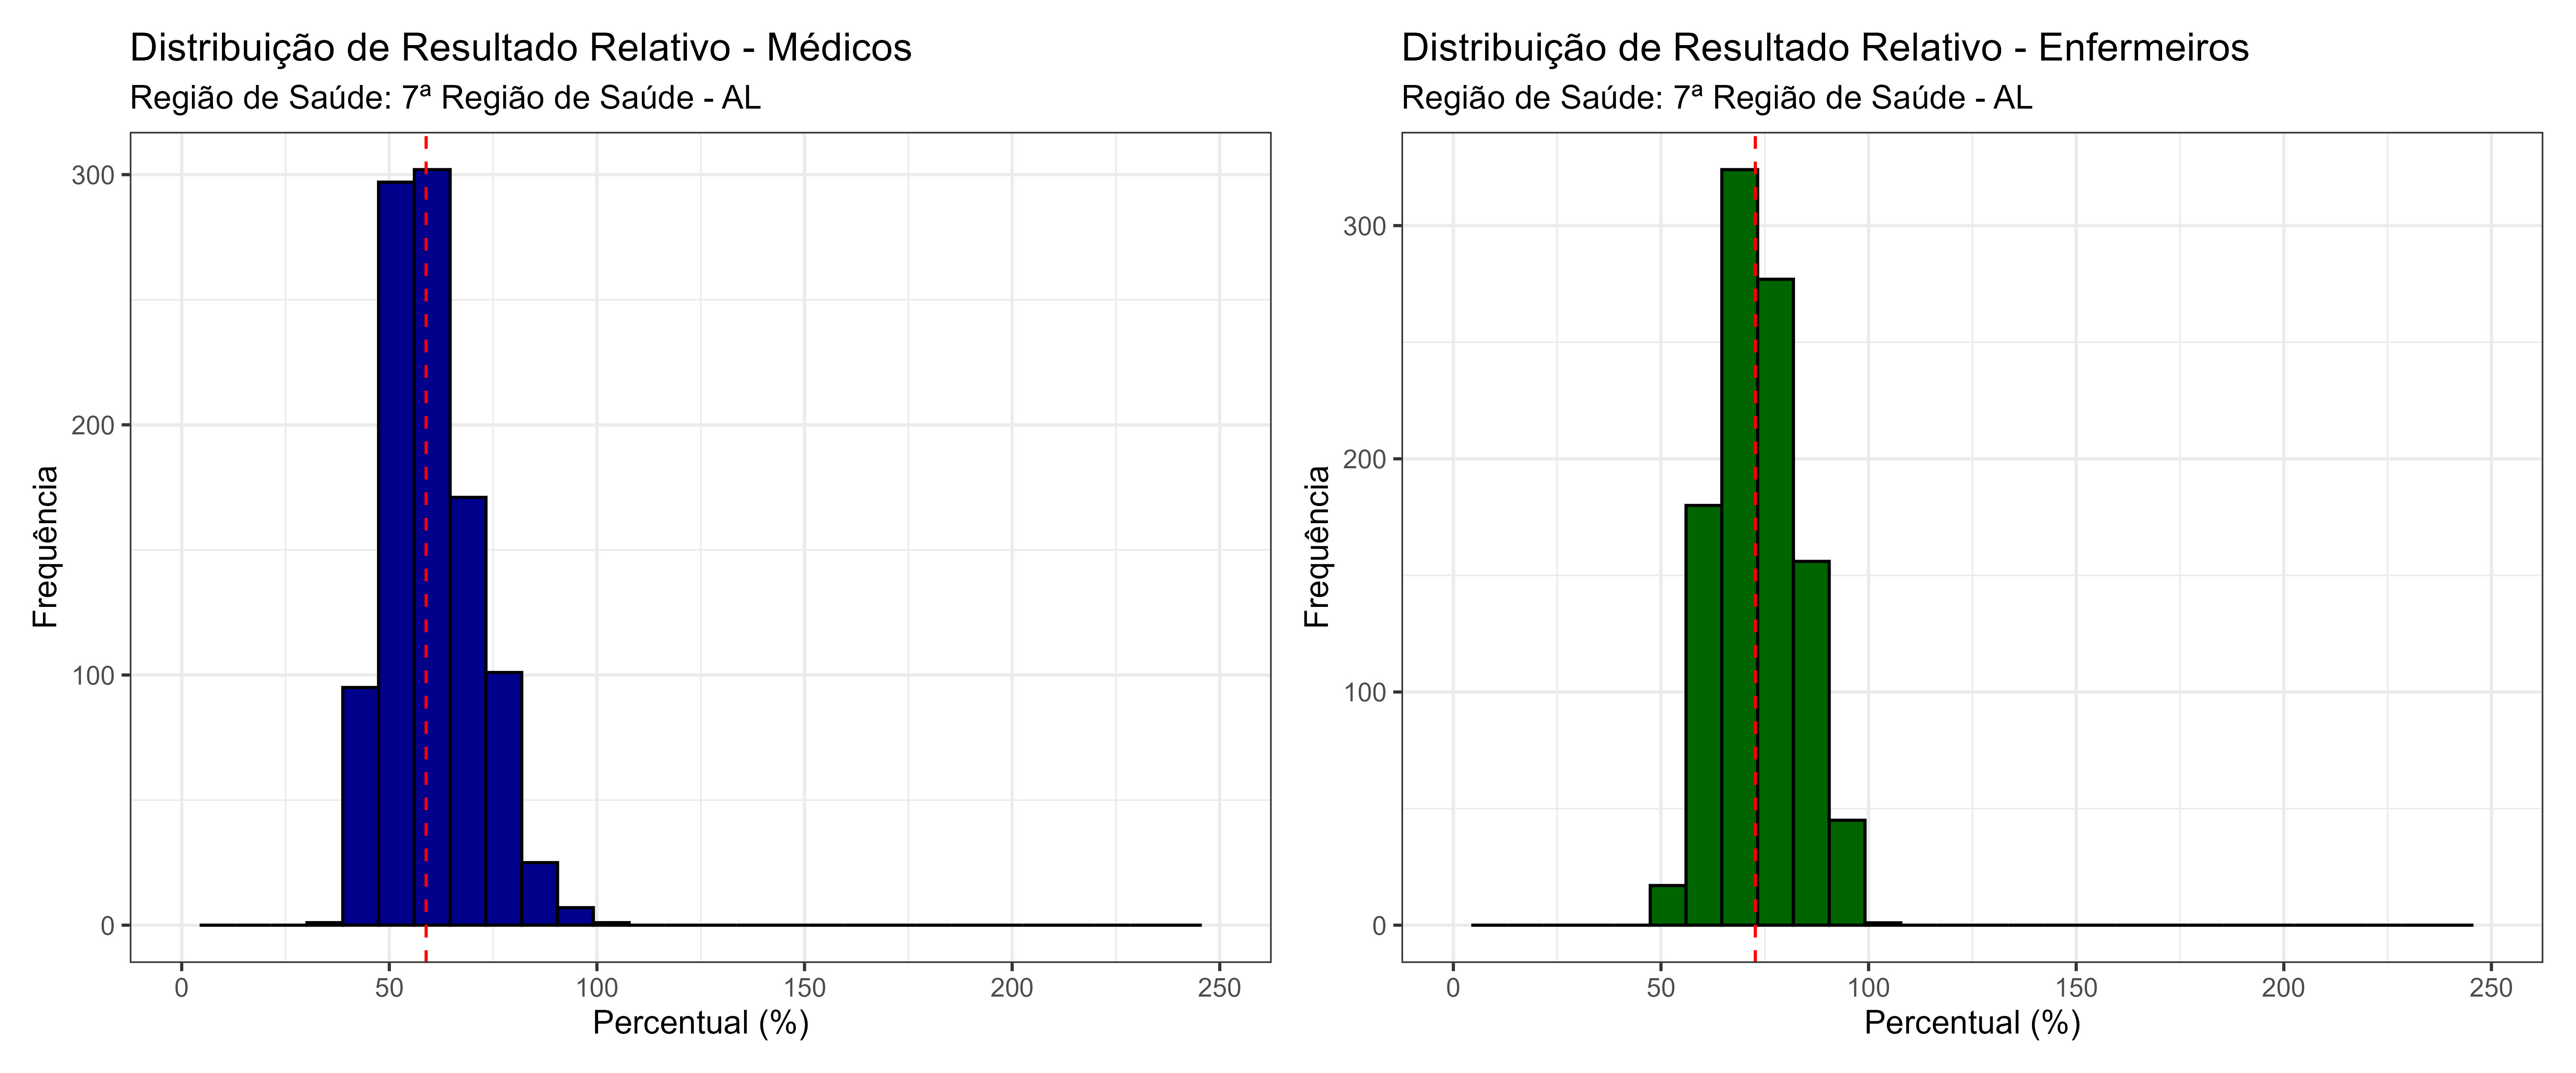 Distribuição de Resultado Relativo - Médicos
Região de Saúde: 7ª Região de Saúde - AL
Frequência
300
200
100
0
0 50 100 150 200 250
Percentual (%)
Distribuição de Resultado Relativo - Enfermeiros
Região de Saúde: 7ª Região de Saúde - AL
Frequência
300
200
100
0
0 50 100 150 200 250
Percentual (%)